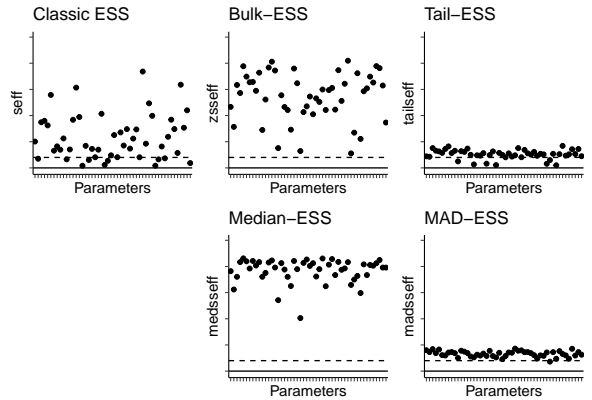 Classic ESS
seff
Parameters
Bulk−ESS
zsseff
Parameters
Tail−ESS
tailseff
Parameters
Median−ESS
medsseff
Parameters
MAD−ESS
madsseff
Parameters